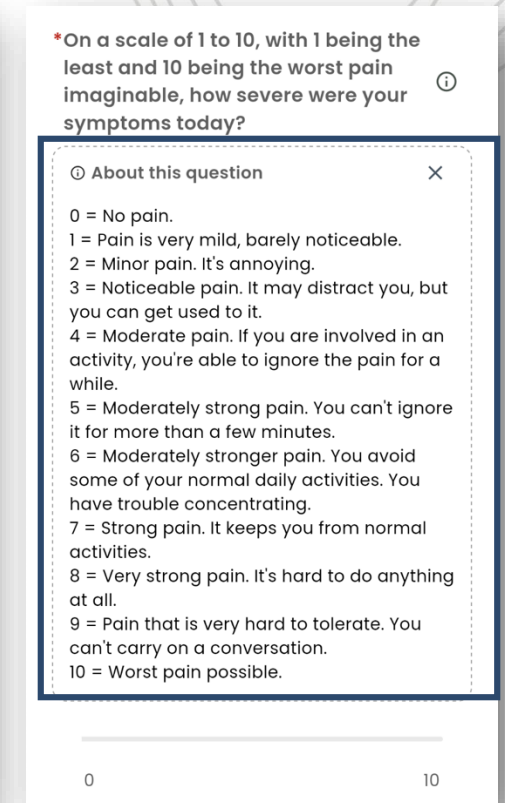 *On a scale of 1 to 10, with 1 being the
least and 10 being the worst pain
imaginable, how severe were your
symptoms today?
About this question
0 = No pain.
1 = Pain is very mild, barely noticeable.
2 = Minor pain. It's annoying.
3 = Noticeable pain. It may distract you, but
you can get used to it.
4 = Moderate pain. If you are involved in an
activity, you're able to ignore the pain for a
while.
5 = Moderately strong pain. You can't ignore
it for more than a few minutes.
6 = Moderately stronger pain. You avoid
some of your normal daily activities. You
have trouble concentrating.
7 = Strong pain. It keeps you from normal
activities.
8 = Very strong pain. It's hard to do anything
at all.
9 = Pain that is very hard to tolerate. You
can't carry on a conversation.
10 = Worst pain possible.
0 10